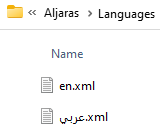 « Aljaras › Languages
Name
en.xml
عربي.xml